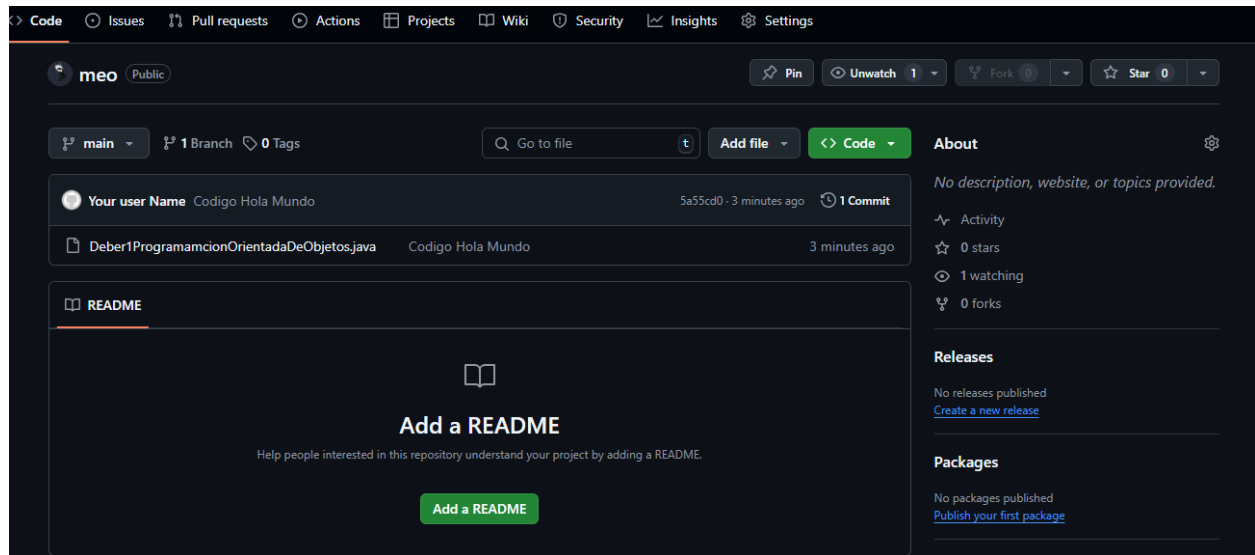 <> Code Issues Pull requests Actions Projects Wiki Security Insights Settings
meo Public
Pin Unwatch 1 Fork 0 Star 0
main 1 Branch 0 Tags Go to file t Add file <> Code
Your user Name Codigo Hola Mundo 5a55cd0 · 3 minutes ago 1 Commit
Deber1ProgramamcionOrientadaDeObjetos.java Codigo Hola Mundo 3 minutes ago
README
Add a README
Help people interested in this repository understand your project by adding a README.
Add a README
About
No description, website, or topics provided.
Activity
0 stars
1 watching
0 forks
Releases
No releases published
Create a new release
Packages
No packages published
Publish your first package